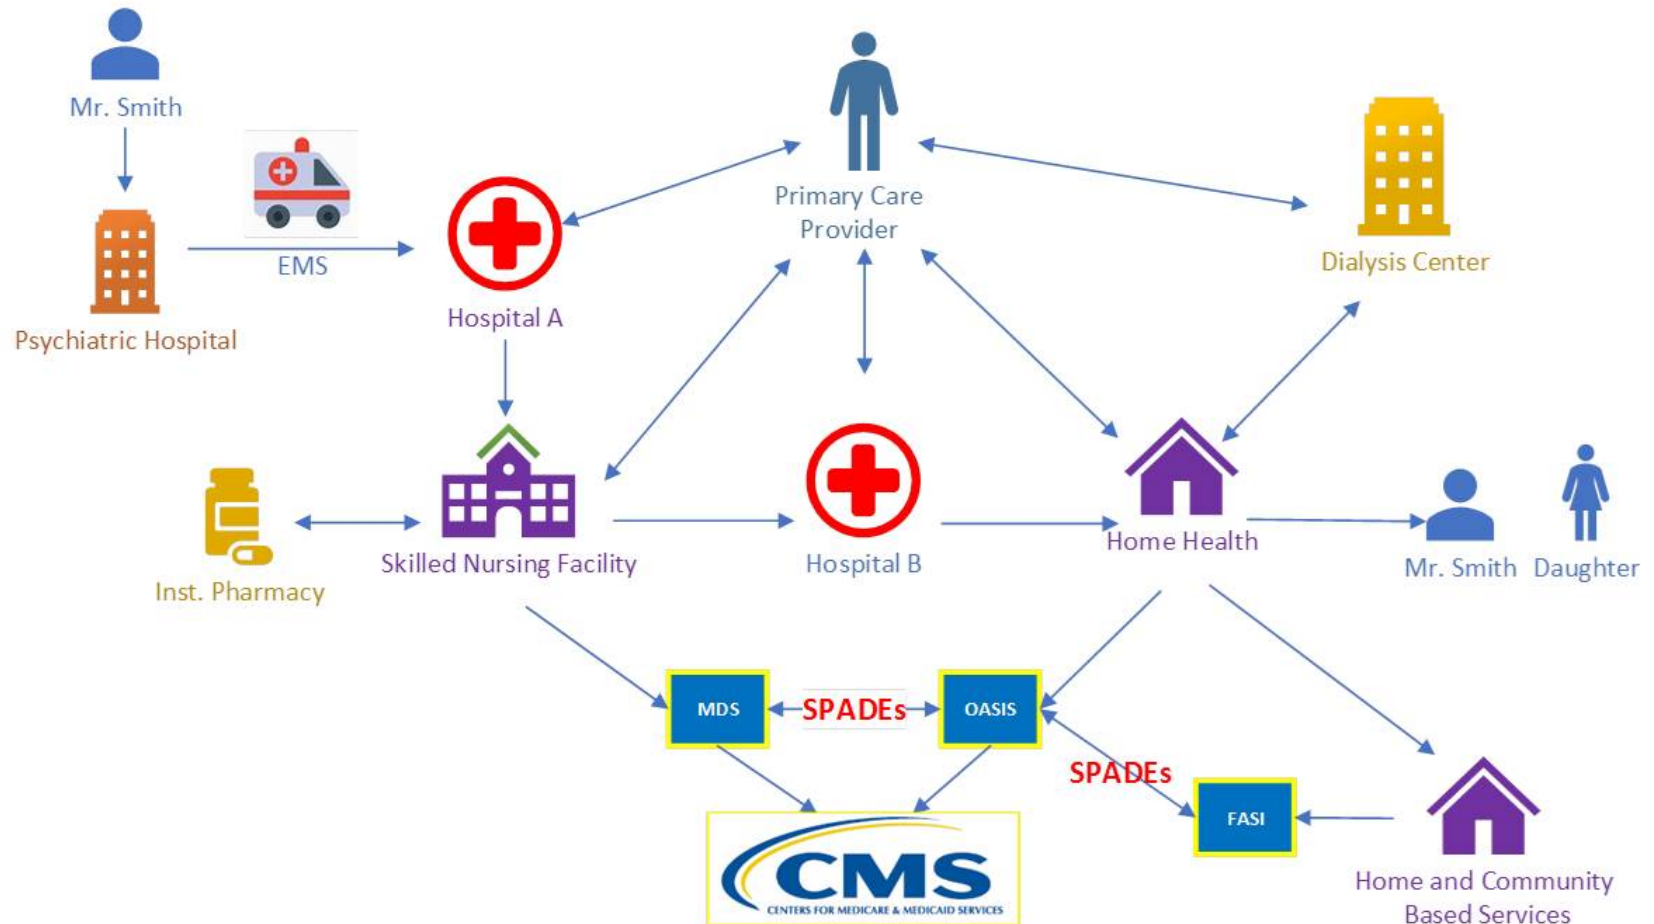 Mr. Smith
EMS
Psychiatric Hospital
Hospital A
Primary Care
Provider
Dialysis Center
Inst. Pharmacy
Skilled Nursing Facility
Hospital B
Home Health
Mr. Smith
Daughter
MDS
SPADEs
OASIS
SPADEs
FASI
CMS
CENTERS FOR MEDICARE & MEDICAID SERVICES
Home and Community
Based Services